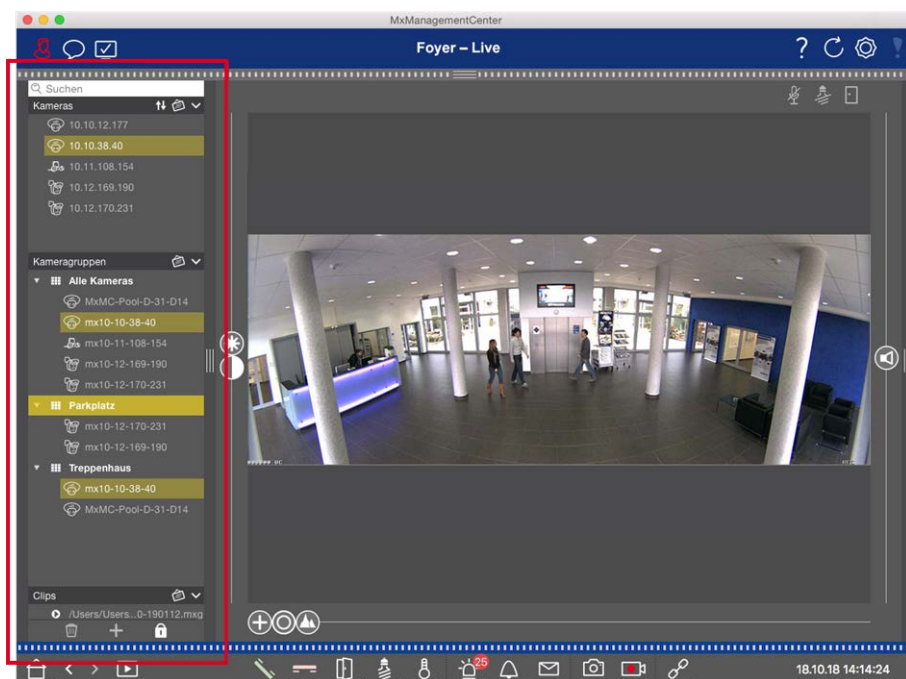 MxManagementCenter
Foyer – Live
Suchen
Kameras
10.10.12.177
10.10.38.40
10.11.108.154
10.12.169.190
10.12.170.231
Kameragruppen
Alle Kameras
MxMC-Pool-D-31-D14
mx10-10-38-40
mx10-11-108-154
mx10-12-169-190
mx10-12-170-231
Parkplatz
mx10-12-170-231
mx10-12-169-190
Treppenhaus
mx10-10-38-40
MxMC-Pool-D-31-D14
Clips
/Users/Users...0-190112.mxg
25
18.10.18 14:14:24